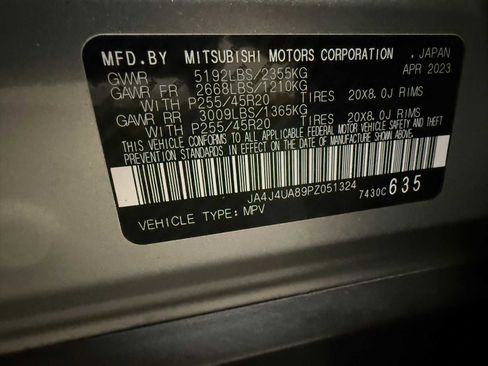 MFD.BY MITSUBISHI MOTORS CORPORATION . JAPAN
GVWR 5192LBS/2355KG APR 2023
GAWR FR 2668LBS/1210KG
WITH P255/45R20 TIRES 20X8.0J RIMS
GAWR RR 3009LBS/1365KG
WITH P255/45R20 TIRES 20X8.0J RIMS
THIS VEHICLE CONFORMS TO ALL APPLICABLE FEDERAL MOTOR VEHICLE SAFETY AND THEFT
PREVENTION STANDARDS IN EFFECT ON THE DATE OF MANUFACTURE SHOWN ABOVE.
JA4J4UA89PZ051324
VEHICLE TYPE: MPV 7430C 635